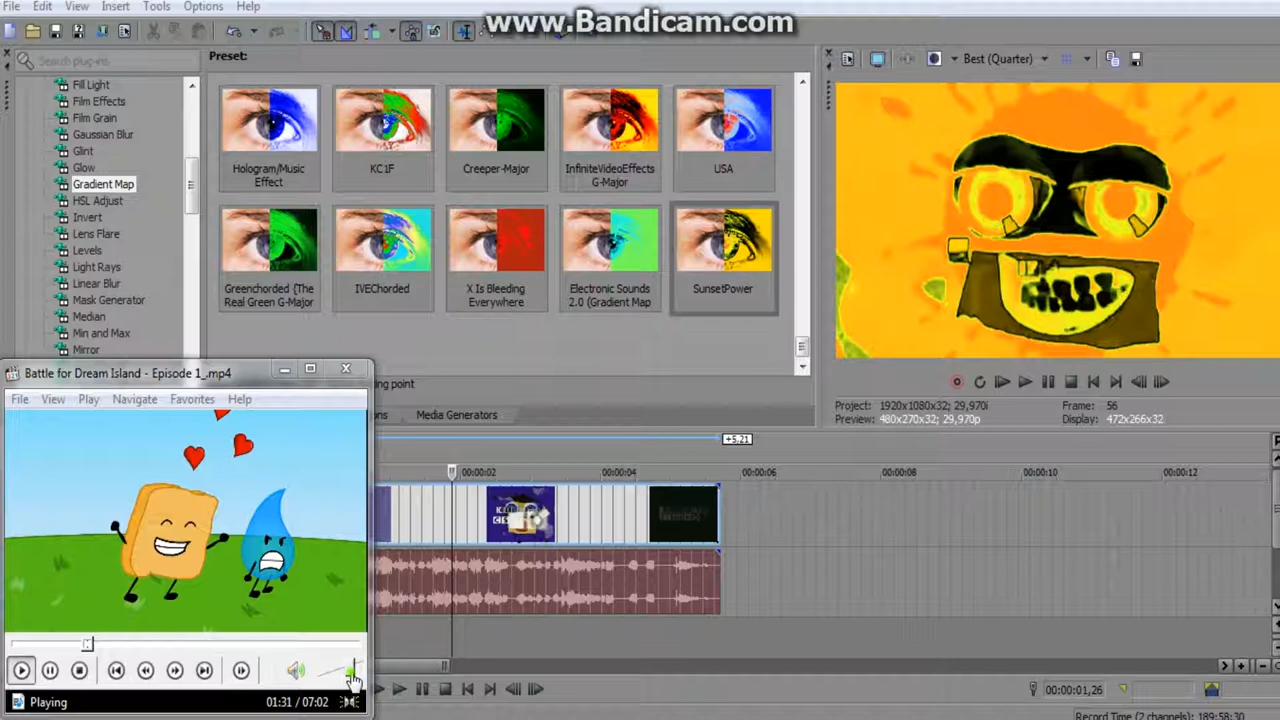 File Edit View Insert Tools Options Help
www.Bandicam.com
Search plug-ins
Preset:
Best (Quarter)
Fill Light
Film Effects
Film Grain
Gaussian Blur
Glint
Glow
Gradient Map
HSL Adjust
Invert
Lens Flare
Levels
Light Rays
Linear Blur
Mask Generator
Median
Min and Max
Mirror
Hologram/Music
Effect
KC1F
Creeper-Major
InfiniteVideoEffects
G-Major
USA
Greenchorded (The
Real Green G-Major
IVEChorded
X Is Bleeding
Everywhere
Electronic Sounds
2.0 (Gradient Map
SunsetPower
ing point
ns Media Generators
Project: 1920x1080x32; 29,970i
Preview: 480x270x32; 29,970p
Frame: 56
Display: 472x266x32
Battle for Dream Island - Episode 1_.mp4
File View Play Navigate Favorites Help
Playing
01:31 / 07:02
+5,21
00:00:02 00:00:04 00:00:06 00:00:08 00:00:10 00:00:12
00:00:01,26
Record Time (2 channels): 189:58:30